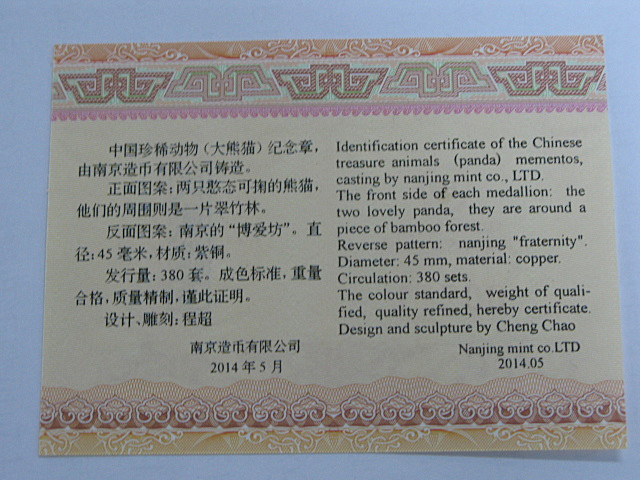 中国珍稀动物（大熊猫）纪念章，
由南京造币有限公司铸造。
正面图案：两只憨态可掬的熊猫，
他们的周围则是一片翠竹林。
反面图案：南京的“博爱坊”。直
径：45 毫米，材质：紫铜。
发行量：380 套。成色标准，重量
合格，质量精制，谨此证明。
设计、雕刻：程超
南京造币有限公司
2014 年 5 月
Identification certificate of the Chinese
treasure animals (panda) mementos,
casting by nanjing mint co., LTD.
The front side of each medallion: the
two lovely panda, they are around a
piece of bamboo forest.
Reverse pattern: nanjing "fraternity".
Diameter: 45 mm, material: copper.
Circulation: 380 sets.
The colour standard, weight of quali-
fied, quality refined, hereby certificate.
Design and sculpture by Cheng Chao
Nanjing mint co.LTD
2014.05